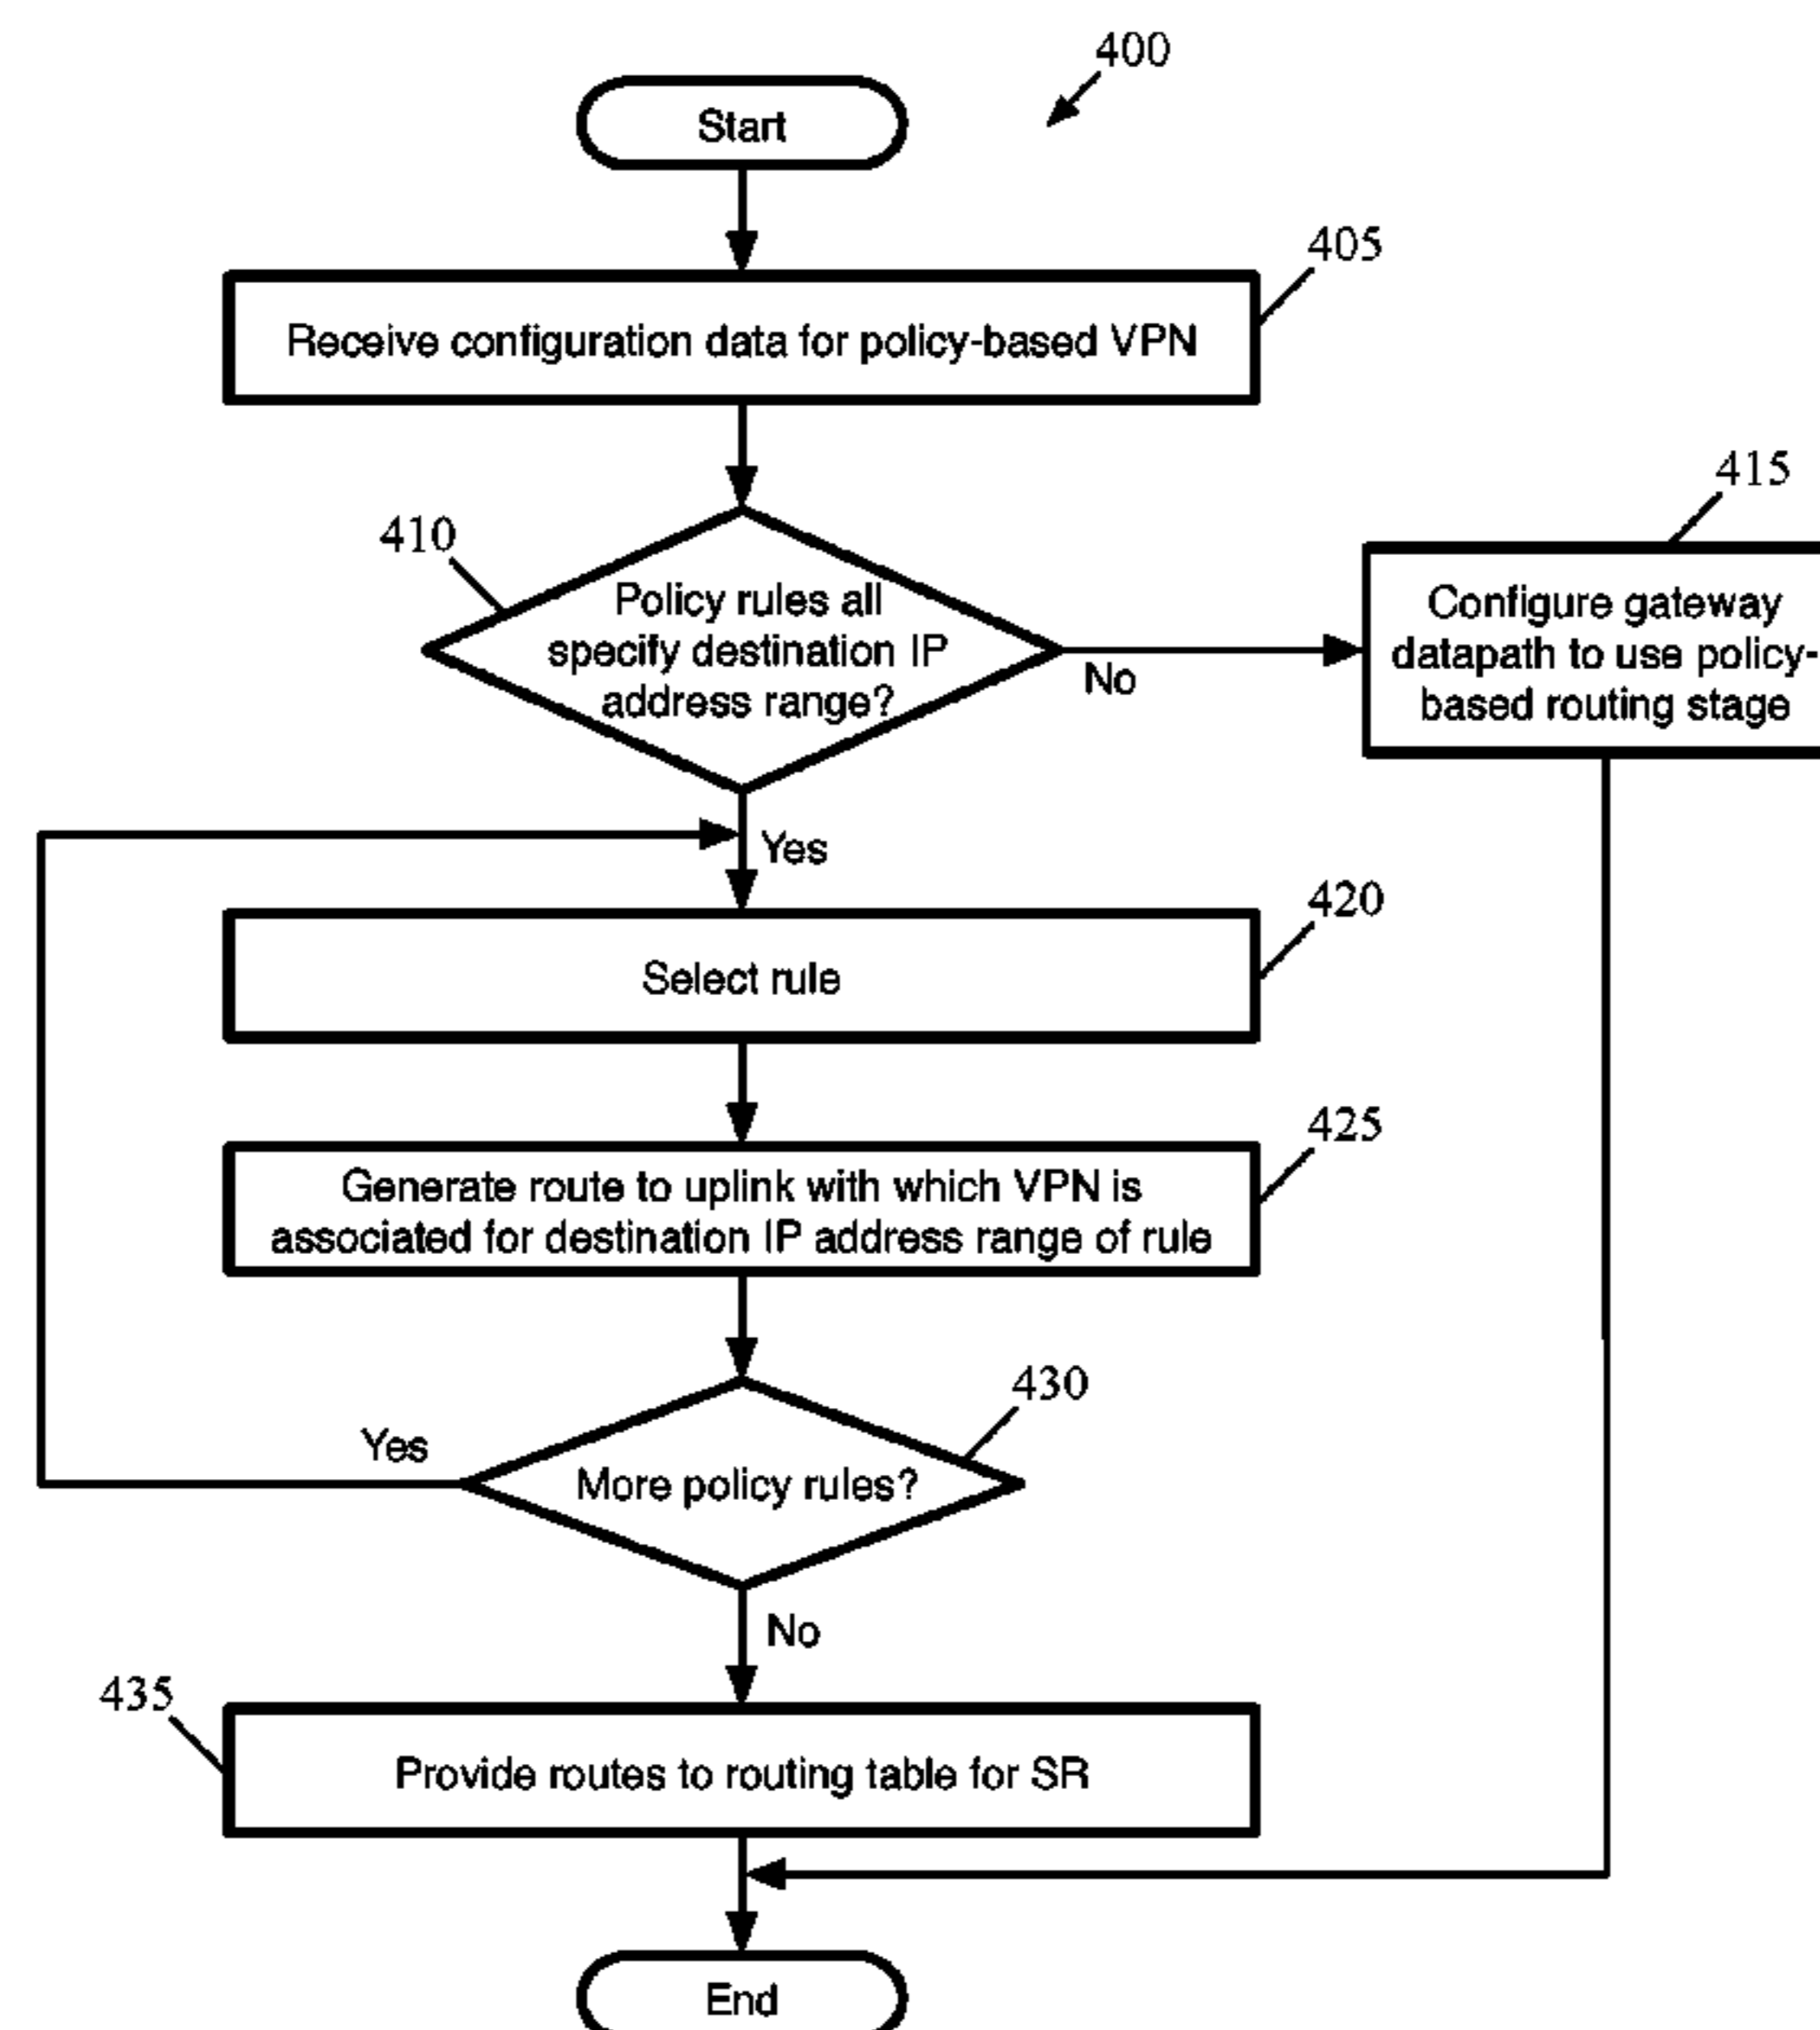 400
Start
405
Receive configuration data for policy-based VPN
415
410
Policy rules all
specify destination IP
address range?
No
Configure gateway
datapath to use policy-
based routing stage
Yes
420
Select rule
425
Generate route to uplink with which VPN is
associated for destination IP address range of rule
430
Yes
More policy rules?
No
435
Provide routes to routing table for SR
End